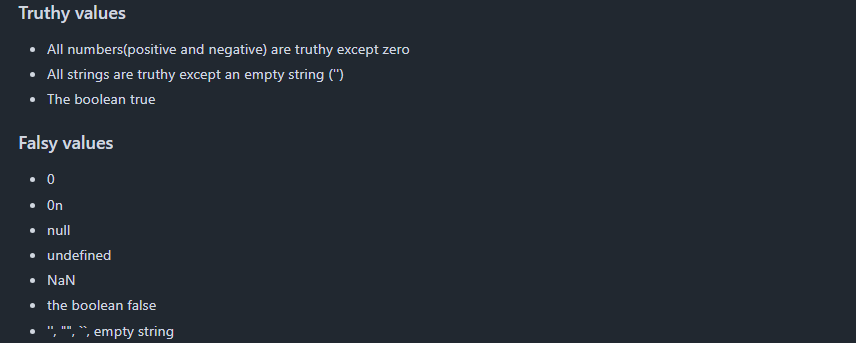 Truthy values
• All numbers(positive and negative) are truthy except zero
• All strings are truthy except an empty string ('')
• The boolean true
Falsy values
• 0
• 0n
• null
• undefined
• NaN
• the boolean false
• '', "", ``, empty string